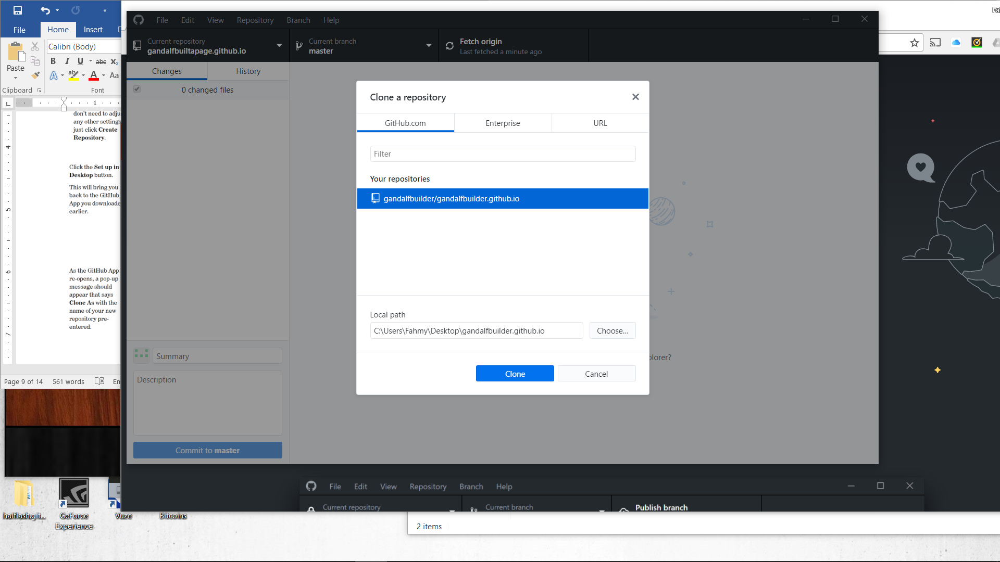 File
Home
Insert
Calibri (Body)
Paste
B
I
U
abc
X₂
A
ab
A
Aa
Clipboard
Font
L
1
don't need to adju
any other settings
just click Create
Repository.
Click the Set up in
Desktop button.
This will bring you
back to the GitHub
App you downloade
earlier.
As the GitHub App
re-opens, a pop-up
message should
appear that says
Clone As with the
name of your new
repository pre-
entered.
4
5
6
7
Page 9 of 14
561 words
En
File
Edit
View
Repository
Branch
Help
Current repository
gandalfbuiltapage.github.io
Current branch
master
Fetch origin
Last fetched a minute ago
Changes
History
0 changed files
Summary
Description
Commit to master
Clone a repository
GitHub.com
Enterprise
URL
Filter
Your repositories
gandalfbuilder/gandalfbuilder.github.io
Local path
C:\Users\Fahmy\Desktop\gandalfbuilder.github.io
Choose...
Clone
Cancel
plorer?
Fa
File
Edit
View
Repository
Branch
Help
Current repository
Current branch
Publish branch
2 items
halflash.git...
GeForce
Experience
Vuze
Bitcoins